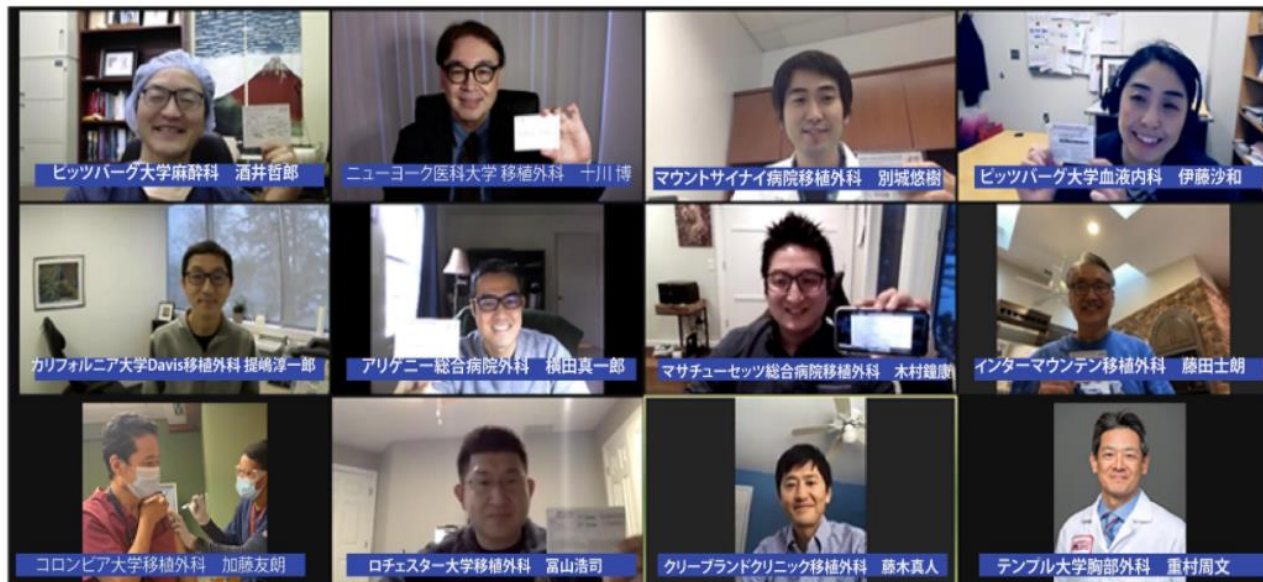 ピッツバーグ大学麻酔科　酒井哲郎
ニューヨーク医科大学 移植外科　十川 博
マウントサイナイ病院移植外科　別城悠樹
ピッツバーグ大学血液内科　伊藤沙和
カリフォルニア大学Davis移植外科 提嶋淳一郎
アリゲニー総合病院外科　横田真一郎
マサチューセッツ総合病院移植外科　木村鐘康
インターマウンテン移植外科　藤田士朗
コロンビア大学移植外科　加藤友朗
ロチェスター大学移植外科　冨山浩司
クリーブランドクリニック移植外科　藤木真人
テンプル大学胸部外科　重村周文